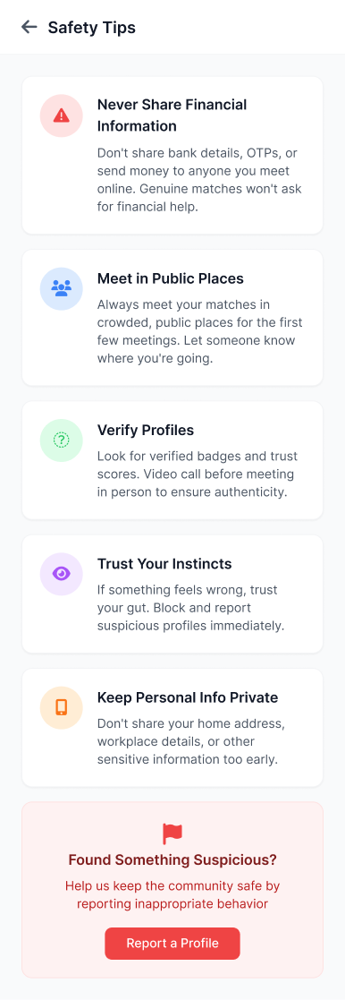 Safety Tips
Never Share Financial
Information
Don't share bank details, OTPs, or
send money to anyone you meet
online. Genuine matches won't ask
for financial help.
Meet in Public Places
Always meet your matches in
crowded, public places for the first
few meetings. Let someone know
where you're going.
Verify Profiles
Look for verified badges and trust
scores. Video call before meeting
in person to ensure authenticity.
Trust Your Instincts
If something feels wrong, trust
your gut. Block and report
suspicious profiles immediately.
Keep Personal Info Private
Don't share your home address,
workplace details, or other
sensitive information too early.
Found Something Suspicious?
Help us keep the community safe by
reporting inappropriate behavior
Report a Profile